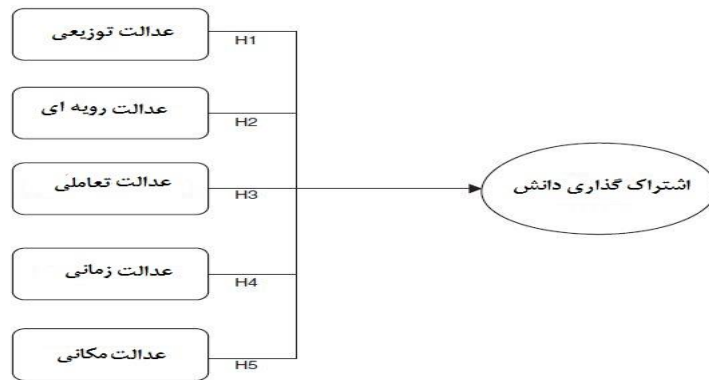 عدالت توزیعی
H1
عدالت رویه ای
H2
عدالت تعاملی
H3
اشتراک گذاری دانش
عدالت زمانی
H4
عدالت مکانی
H5